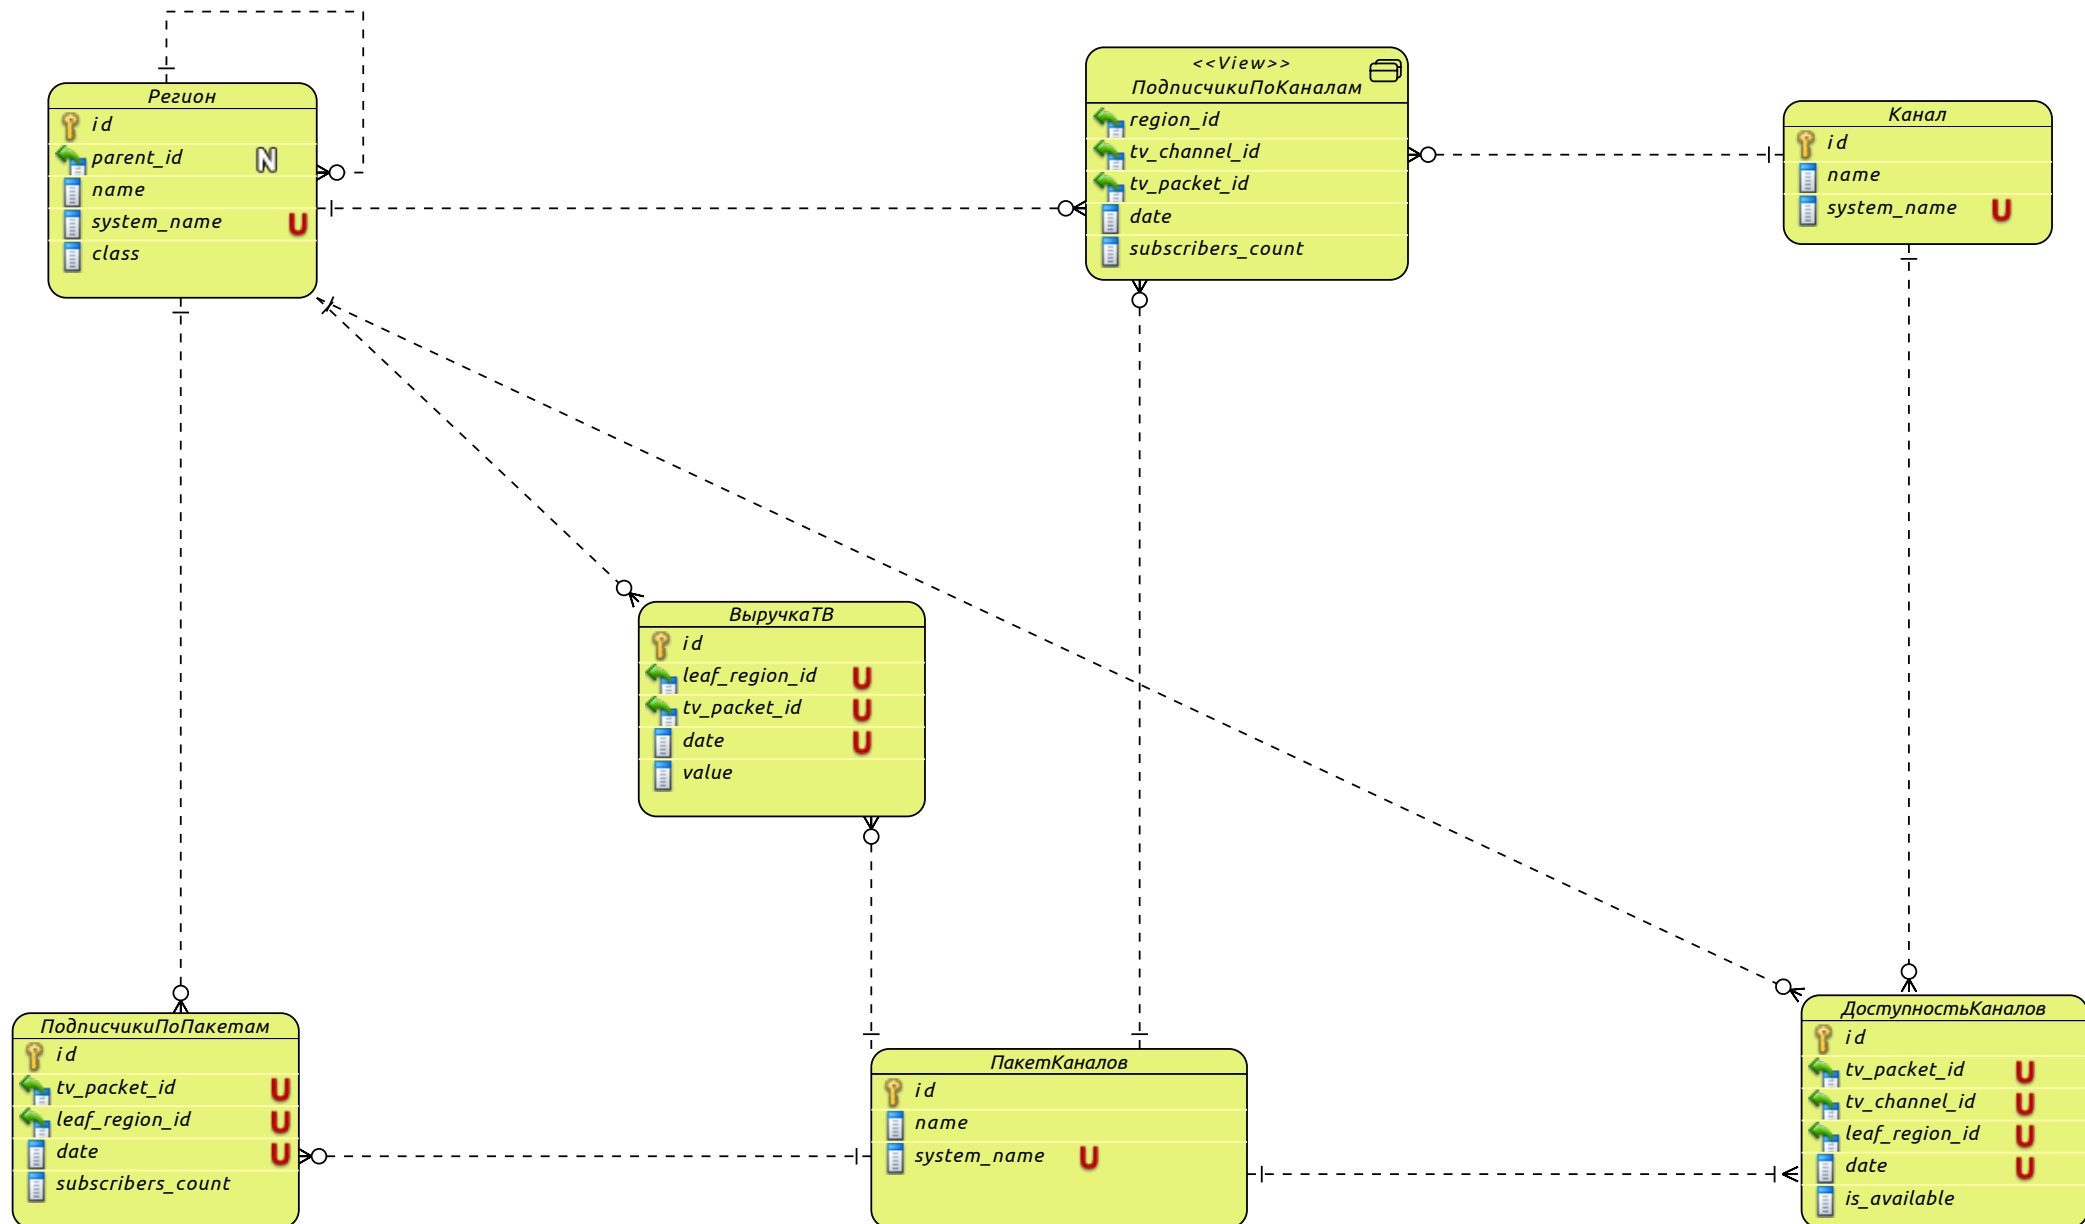 Регион
id
parent_id N
name
system_name U
class
<<View>>
ПодписчикиПоКаналам
region_id
tv_channel_id
tv_packet_id
date
subscribers_count
Канал
id
name
system_name U
ВыручкаТВ
id
leaf_region_id U
tv_packet_id U
date U
value
ПодписчикиПоПакетам
id
tv_packet_id U
leaf_region_id U
date U
subscribers_count
ПакетКаналов
id
name
system_name U
ДоступностьКаналов
id
tv_packet_id U
tv_channel_id U
leaf_region_id U
date U
is_available